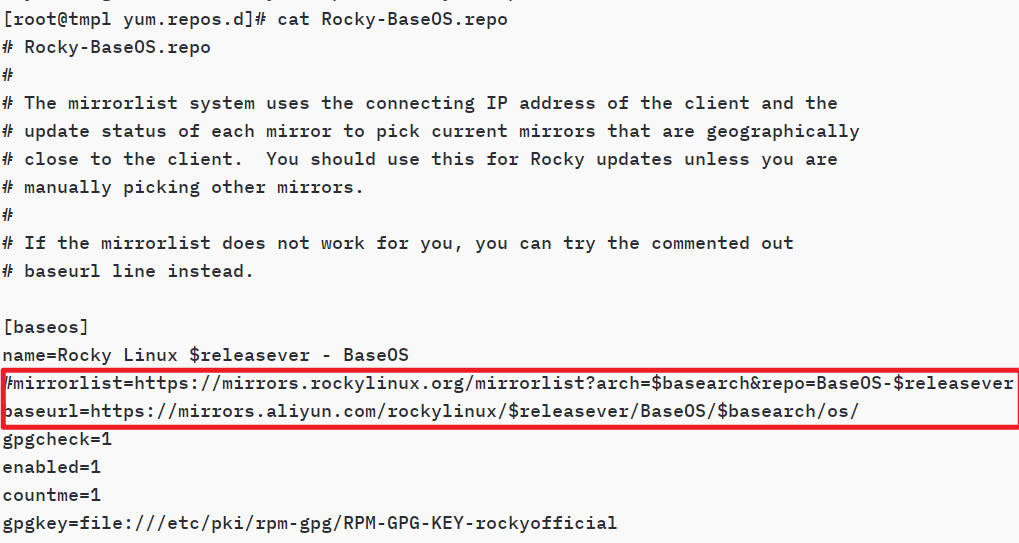 [root@tmpl yum.repos.d]# cat Rocky-BaseOS.repo
# Rocky-BaseOS.repo
#
# The mirrorlist system uses the connecting IP address of the client and the
# update status of each mirror to pick current mirrors that are geographically
# close to the client.  You should use this for Rocky updates unless you are
# manually picking other mirrors.
#
# If the mirrorlist does not work for you, you can try the commented out
# baseurl line instead.
[baseos]
name=Rocky Linux $releasever - BaseOS
#mirrorlist=https://mirrors.rockylinux.org/mirrorlist?arch=$basearch&repo=BaseOS-$releasever
baseurl=https://mirrors.aliyun.com/rockylinux/$releasever/BaseOS/$basearch/os/
gpgcheck=1
enabled=1
countme=1
gpgkey=file:///etc/pki/rpm-gpg/RPM-GPG-KEY-rockyofficial